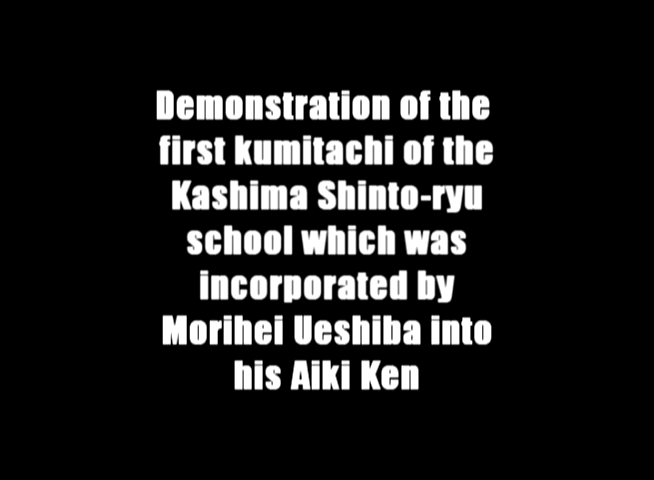 Demonstration of the
first kumitachi of the
Kashima Shinto-ryu
school which was
incorporated by
Morihei Ueshiba into
his Aiki Ken